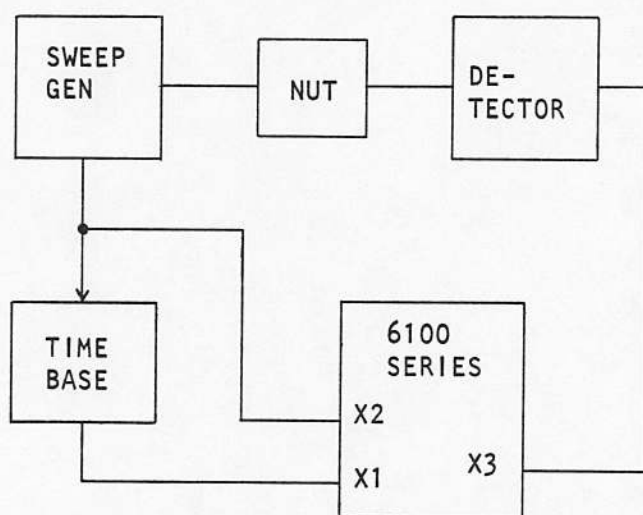 SWEEP
GEN
NUT
DE-
TECTOR
TIME
BASE
6100
SERIES
X2
X1
X3